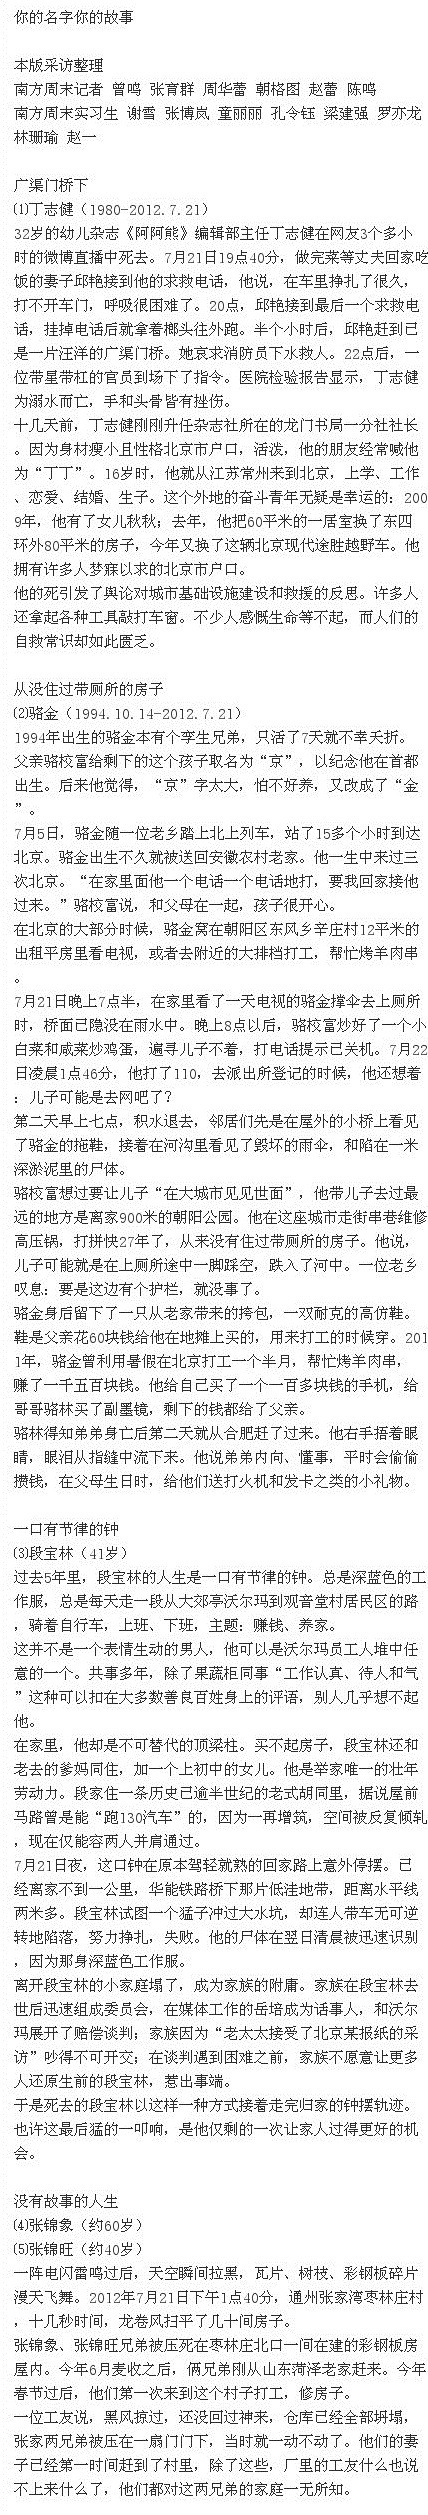 你的名字你的故事
本版采访整理
南方周末记者 曾鸣 张育群 周华蕾 朝格图 赵蕾 陈鸣
南方周末实习生 谢雪 张博岚 童丽丽 孔令钰 梁建强 罗亦龙
林珊瑜 赵一
广渠门桥下
⑴丁志健（1980-2012.7.21）
32岁的幼儿杂志《阿阿熊》编辑部主任丁志健在网友3个多小
时的微博直播中死去。7月21日19点40分，做完菜等丈夫回家吃
饭的妻子邱艳接到他的求救电话，他说，在车里挣扎了很久，
打不开车门，呼吸很困难了。20点，邱艳接到最后一个求救电
话，挂掉电话后就拿着榔头往外跑。半个小时后，邱艳赶到已
是一片汪洋的广渠门桥。她哀求消防员下水救人。22点后，一
位带星带杠的官员到场下了指令。医院检验报告显示，丁志健
为溺水而亡，手和头骨皆有挫伤。
十几天前，丁志健刚刚升任杂志社所在的龙门书局一分社社长
。因为身材瘦小且性格北京市户口，活泼，他的朋友经常喊他
为“丁丁”。16岁时，他就从江苏常州来到北京，上学、工作
、恋爱、结婚、生子。这个外地的奋斗青年无疑是幸运的：200
9年，他有了女儿秋秋；去年，他把60平米的一居室换了东四
环外80平米的房子，今年又换了这辆北京现代途胜越野车。他
拥有许多人梦寐以求的北京市户口。
他的死引发了舆论对城市基础设施建设和救援的反思。许多人
还拿起各种工具敲打车窗。不少人感慨生命等不起，而人们的
自救常识却如此匮乏。
从没住过带厕所的房子
⑵骆金（1994.10.14-2012.7.21）
1994年出生的骆金本有个孪生兄弟，只活了7天就不幸夭折。
父亲骆校富给剩下的这个孩子取名为“京”，以纪念他在首都
出生。后来他觉得，“京”字太大，怕不好养，又改成了“金
”。
7月5日，骆金随一位老乡踏上北上列车，站了15多个小时到达
北京。骆金出生不久就被送回安徽农村老家。他一生中来过三
次北京。“在家里面他一个电话一个电话地打，要我回家接他
过来。”骆校富说，和父母在一起，孩子很开心。
在北京的大部分时候，骆金窝在朝阳区东风乡辛庄村12平米的
出租平房里看电视，或者去附近的大排档打工，帮忙烤羊肉串
。
7月21日晚上7点半，在家里看了一天电视的骆金撑伞去上厕所
时，桥面已隐没在雨水中。晚上8点以后，骆校富炒好了一个小
白菜和咸菜炒鸡蛋，遍寻儿子不着，打电话提示已关机。7月22
日凌晨1点46分，他打了110，去派出所登记的时候，他还想着
：儿子可能是去网吧了？
第二天早上七点，积水退去，邻居们先是在屋外的小桥上看见
了骆金的拖鞋，接着在河沟里看见了毁坏的雨伞，和陷在一米
深淤泥里的尸体。
骆校富想过要让儿子“在大城市见见世面”，他带儿子去过最
远的地方是离家900米的朝阳公园。他在这座城市走街串巷维修
高压锅，打拼快27年了，从来没有住过带厕所的房子。他说，
儿子可能就是在上厕所途中一脚踩空，跌入了河中。一位老乡
叹息：要是这边有个护栏，就没事了。
骆金身后留下了一只从老家带来的挎包，一双耐克的高仿鞋。
鞋是父亲花60块钱给他在地摊上买的，用来打工的时候穿。201
1年，骆金曾利用暑假在北京打工一个半月，帮忙烤羊肉串，
赚了一千五百块钱。他给自己买了一个一百多块钱的手机，给
哥哥骆林买了副墨镜，剩下的钱都给了父亲。
骆林得知弟弟身亡后第二天就从合肥赶了过来。他右手捂着眼
睛，眼泪从指缝中流下来。他说弟弟内向、懂事，平时会偷偷
攒钱，在父母生日时，给他们送打火机和发卡之类的小礼物。
一口有节律的钟
⑶段宝林（41岁）
过去5年里，段宝林的人生是一口有节律的钟。总是深蓝色的工
作服，总是每天走一段从大郊亭沃尔玛到观音堂村居民区的路
，骑着自行车，上班、下班，主题：赚钱、养家。
这并不是一个表情生动的男人，他可以是沃尔玛员工人堆中任
意的一个。共事多年，除了果蔬柜同事“工作认真、待人和气
”这种可以扣在大多数善良百姓身上的评语，别人几乎想不起
他。
在家里，他却是不可替代的顶梁柱。买不起房子，段宝林还和
老去的爹妈同住，加一个上初中的女儿。他是举家唯一的壮年
劳动力。段家住一条历史已逾半世纪的老式胡同里，据说屋前
马路曾是能“跑130汽车”的，因为一再增筑，空间被反复倾轧
，现在仅能容两人并肩通过。
7月21日夜，这口钟在原本驾轻就熟的回家路上意外停摆。已
经离家不到一公里，华能铁路桥下那片低洼地带，距离水平线
两米多。段宝林试图一个猛子冲过大水坑，却连人带车无可逆
转地陷落，努力挣扎，失败。他的尸体在翌日清晨被迅速识别
，因为那身深蓝色工作服。
离开段宝林的小家庭塌了，成为家族的附庸。家族在段宝林去
世后迅速组成委员会，在媒体工作的岳培成为话事人，和沃尔
玛展开了赔偿谈判；家族因为“老太太接受了北京某报纸的采
访”吵得不可开交；在谈判遇到困难之前，家族不愿意让更多
人还原生前的段宝林，惹出事端。
于是死去的段宝林以这样一种方式接着走完归家的钟摆轨迹。
也许这最后猛的一叩响，是他仅剩的一次让家人过得更好的机
会。
没有故事的人生
⑷张锦象（约60岁）
⑸张锦旺（约40岁）
一阵电闪雷鸣过后，天空瞬间拉黑，瓦片、树枝、彩钢板碎片
漫天飞舞。2012年7月21日下午1点40分，通州张家湾枣林庄村
，十几秒时间，龙卷风扫平了几十间房子。
张锦象、张锦旺兄弟被压死在枣林庄北口一间在建的彩钢板房
屋内。今年6月麦收之后，俩兄弟刚从山东菏泽老家赶来。今年
春节过后，他们第一次来到这个村子打工，修房子。
一位工友说，黑风掠过，还没回过神来，仓库已经全部坍塌，
张家两兄弟被压在一扇门门下，当时就一动不动了。他们的妻
子已经第一时间赶到了村里，除了这些，厂里的工友什么也说
不上来什么了，他们都对这两兄弟的家庭一无所知。